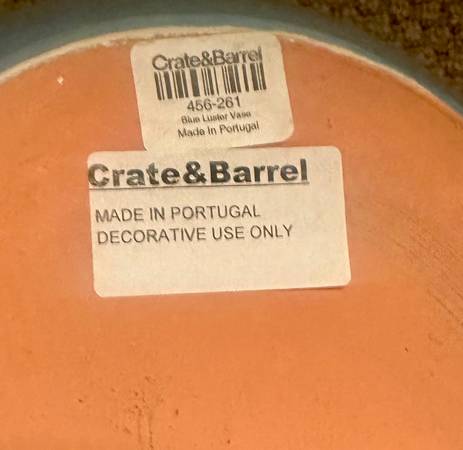 Crate&Barrel
456-261
Blue Luster Vase
Made In Portugal
Crate&Barrel
MADE IN PORTUGAL
DECORATIVE USE ONLY